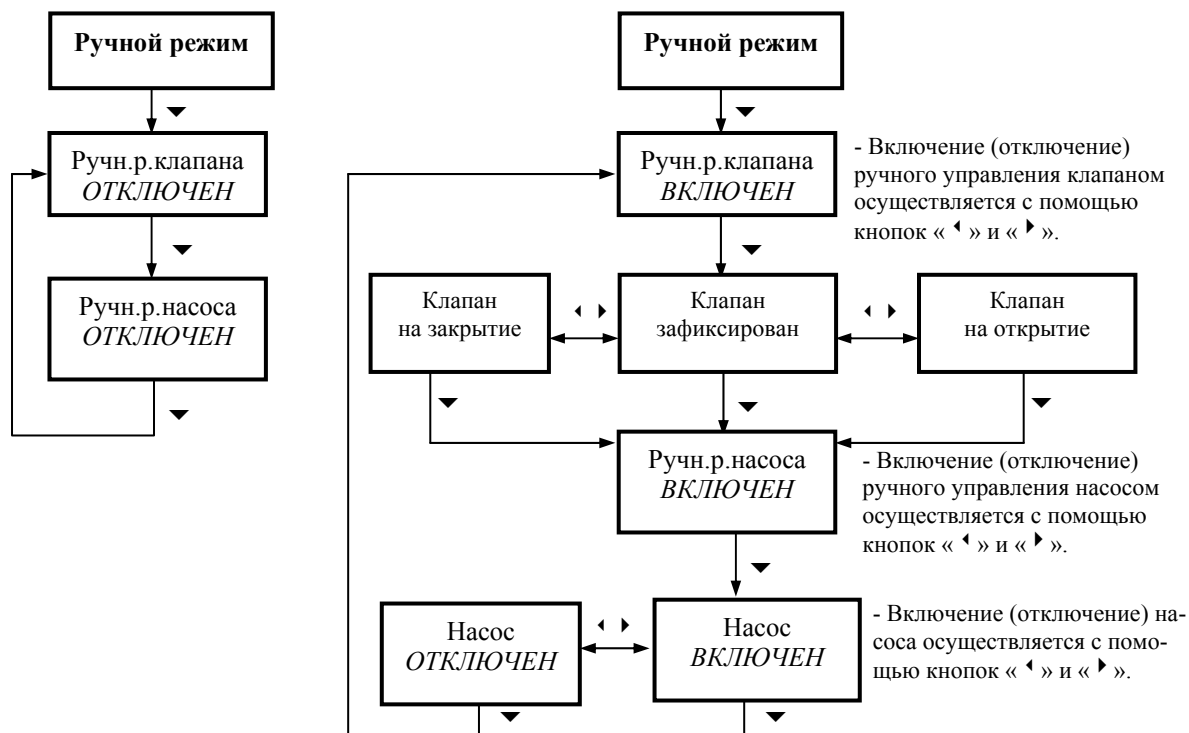 Ручной режим
Ручн.р.клапана
ОТКЛЮЧЕН
Ручн.р.насоса
ОТКЛЮЧЕН
Ручной режим
Ручн.р.клапана
ВКЛЮЧЕН
- Включение (отключение)
ручного управления клапаном
осуществляется с помощью
кнопок « ◂ » и « ▸ ».
Клапан
на закрытие
Клапан
зафиксирован
Клапан
на открытие
Ручн.р.насоса
ВКЛЮЧЕН
- Включение (отключение)
ручного управления насосом
осуществляется с помощью
кнопок « ◂ » и « ▸ ».
Насос
ОТКЛЮЧЕН
Насос
ВКЛЮЧЕН
- Включение (отключение) на-
соса осуществляется с помо-
щью кнопок « ◂ » и « ▸ ».